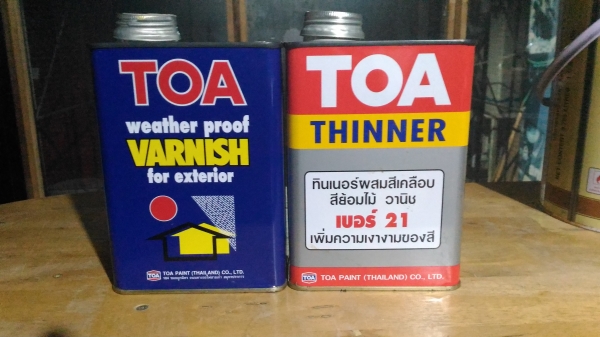 TOA
weather proof
VARNISH
for exterior
TOA
TOA PAINT (THAILAND) CO., LTD.
TOA
THINNER
ทินเนอร์ผสมสีเคลือบ
สีย้อมไม้ วานิช
เบอร์ 21
เพิ่มความเงางามของสี
TOA
TOA PAINT (THAILAND) CO., LTD.